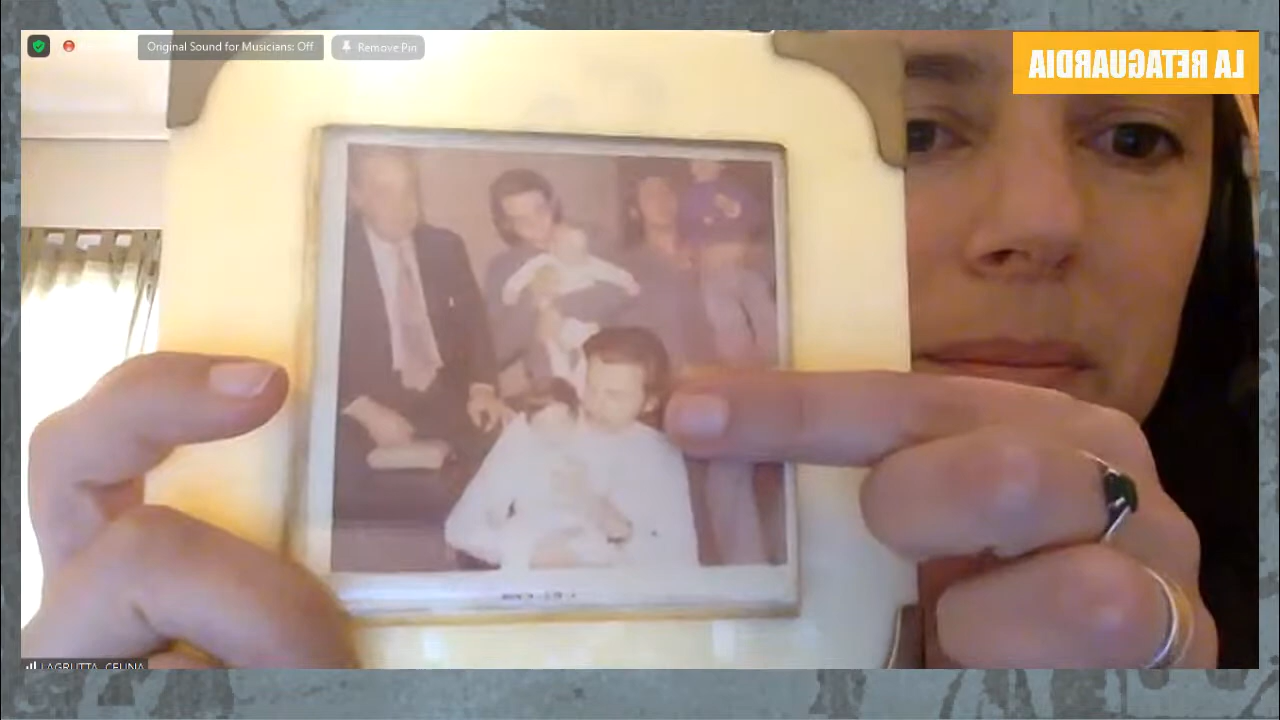 Original Sound for Musicians: Off
Remove Pin
LA RETAGUARDIA
LAGRUTTA, CELINA